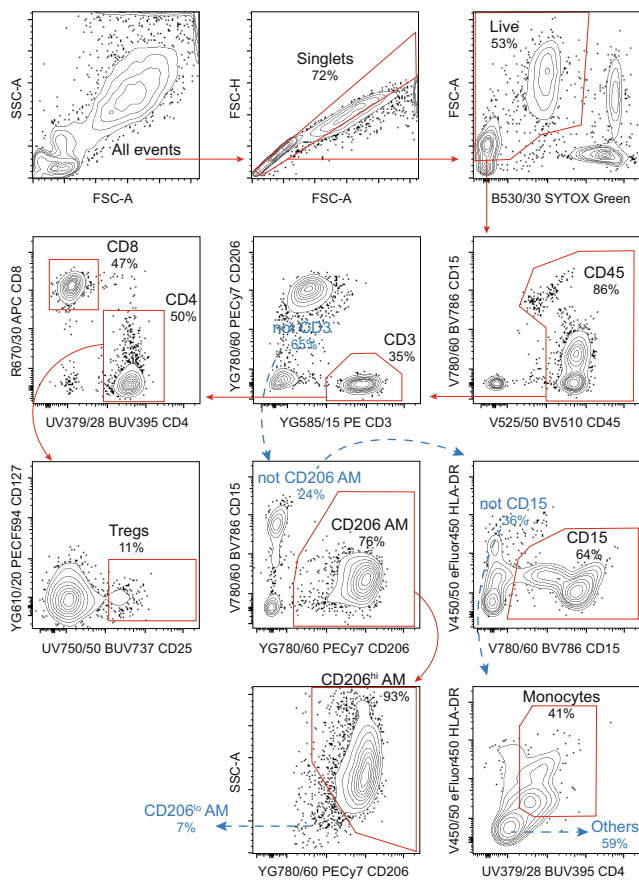 SSC-A
All events
FSC-A
FSC-H
Singlets
72%
FSC-A
FSC-A
Live
53%
B530/30 SYTOX Green
R670/30 APC CD8
CD8
47%
CD4
50%
UV379/28 BUV395 CD4
YG780/60 PECy7 CD206
not CD3
65%
CD3
35%
YG585/15 PE CD3
V780/60 BV786 CD15
CD45
86%
V525/50 BV510 CD45
YG610/20 PECF594 CD127
Tregs
11%
UV750/50 BUV737 CD25
V780/60 BV786 CD15
not CD206 AM
24%
CD206 AM
76%
YG780/60 PECy7 CD206
V450/50 eFluor450 HLA-DR
not CD15
36%
CD15
64%
V780/60 BV786 CD15
SSC-A
CD206hi AM
93%
CD206lo AM
7%
YG780/60 PECy7 CD206
V450/50 eFluor450 HLA-DR
Monocytes
41%
Others
59%
UV379/28 BUV395 CD4